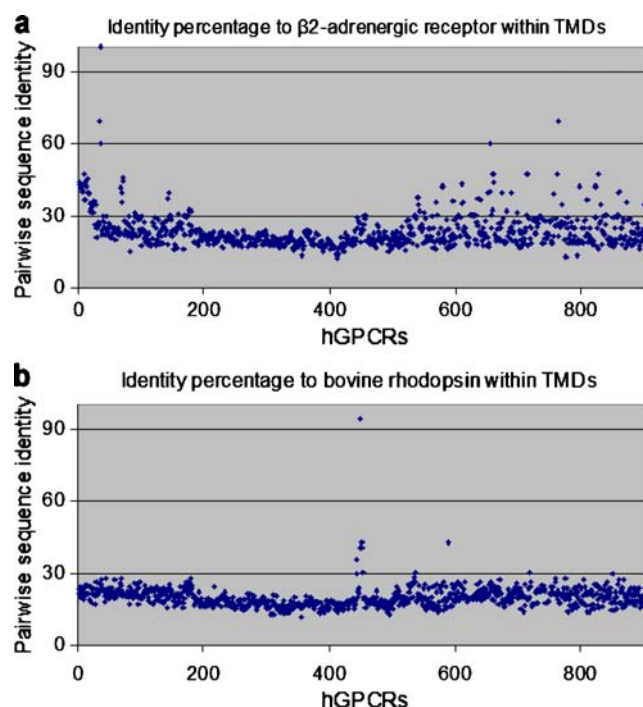 a
Identity percentage to β2-adrenergic receptor within TMDs
Pairwise sequence identity
90
60
30
0
0 200 400 600 800
hGPCRs
b
Identity percentage to bovine rhodopsin within TMDs
Pairwise sequence identity
90
60
30
0
0 200 400 600 800
hGPCRs